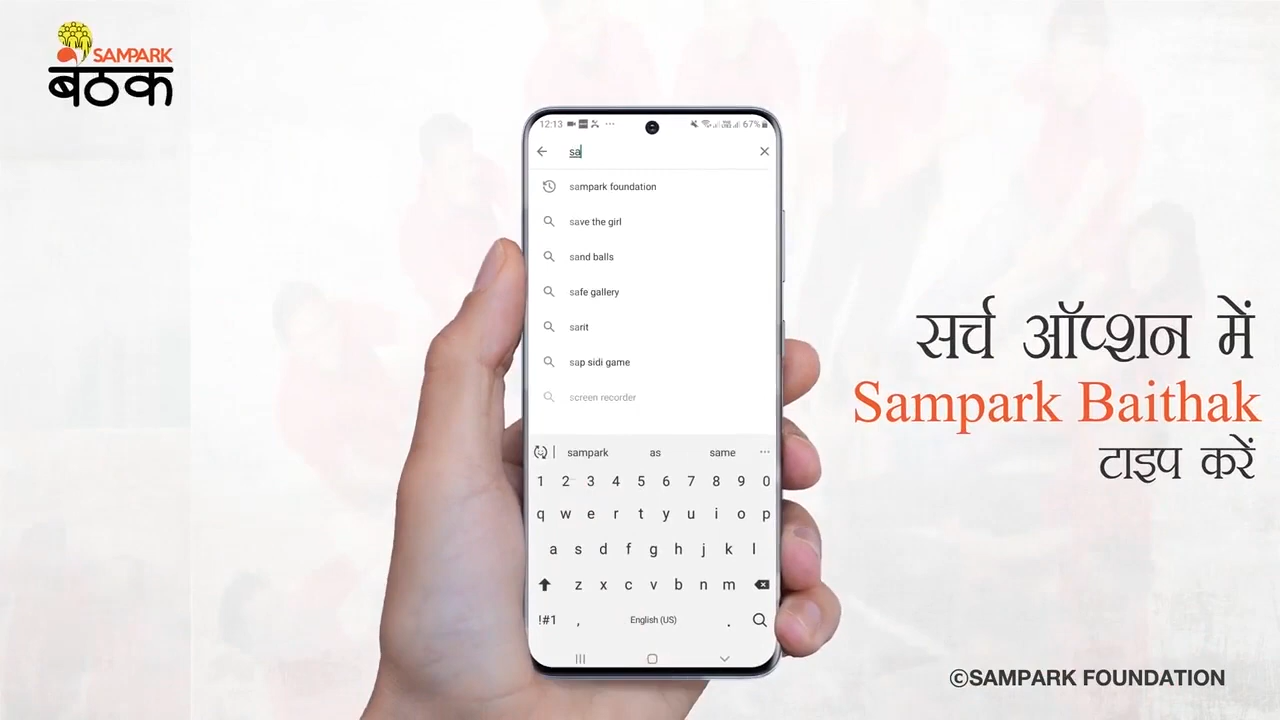 SAMPARK
बैठक
12:13
67%
sa
sampark foundation
save the girl
sand balls
safe gallery
sarit
sap sidi game
screen recorder
sampark as same
1 2 3 4 5 6 7 8 9 0
q w e r t y u i o p
a s d f g h j k l
z x c v b n m
!#1 , English (US) .
सर्च ऑप्शन में
Sampark Baithak
टाइप करें
©SAMPARK FOUNDATION